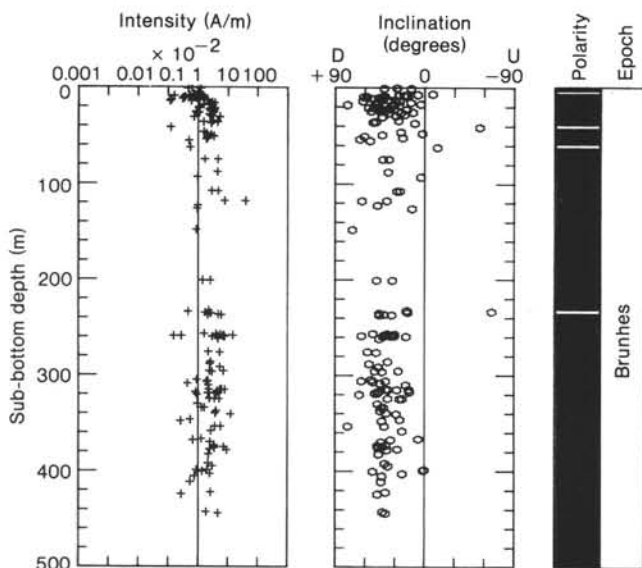 Intensity (A/m)
× 10⁻²
0.001 0.01 0.1 1 10 100
Inclination
(degrees)
D U
+90 0 −90
Polarity
Epoch
0
100
200
300
400
500
Sub-bottom depth (m)
Brunhes